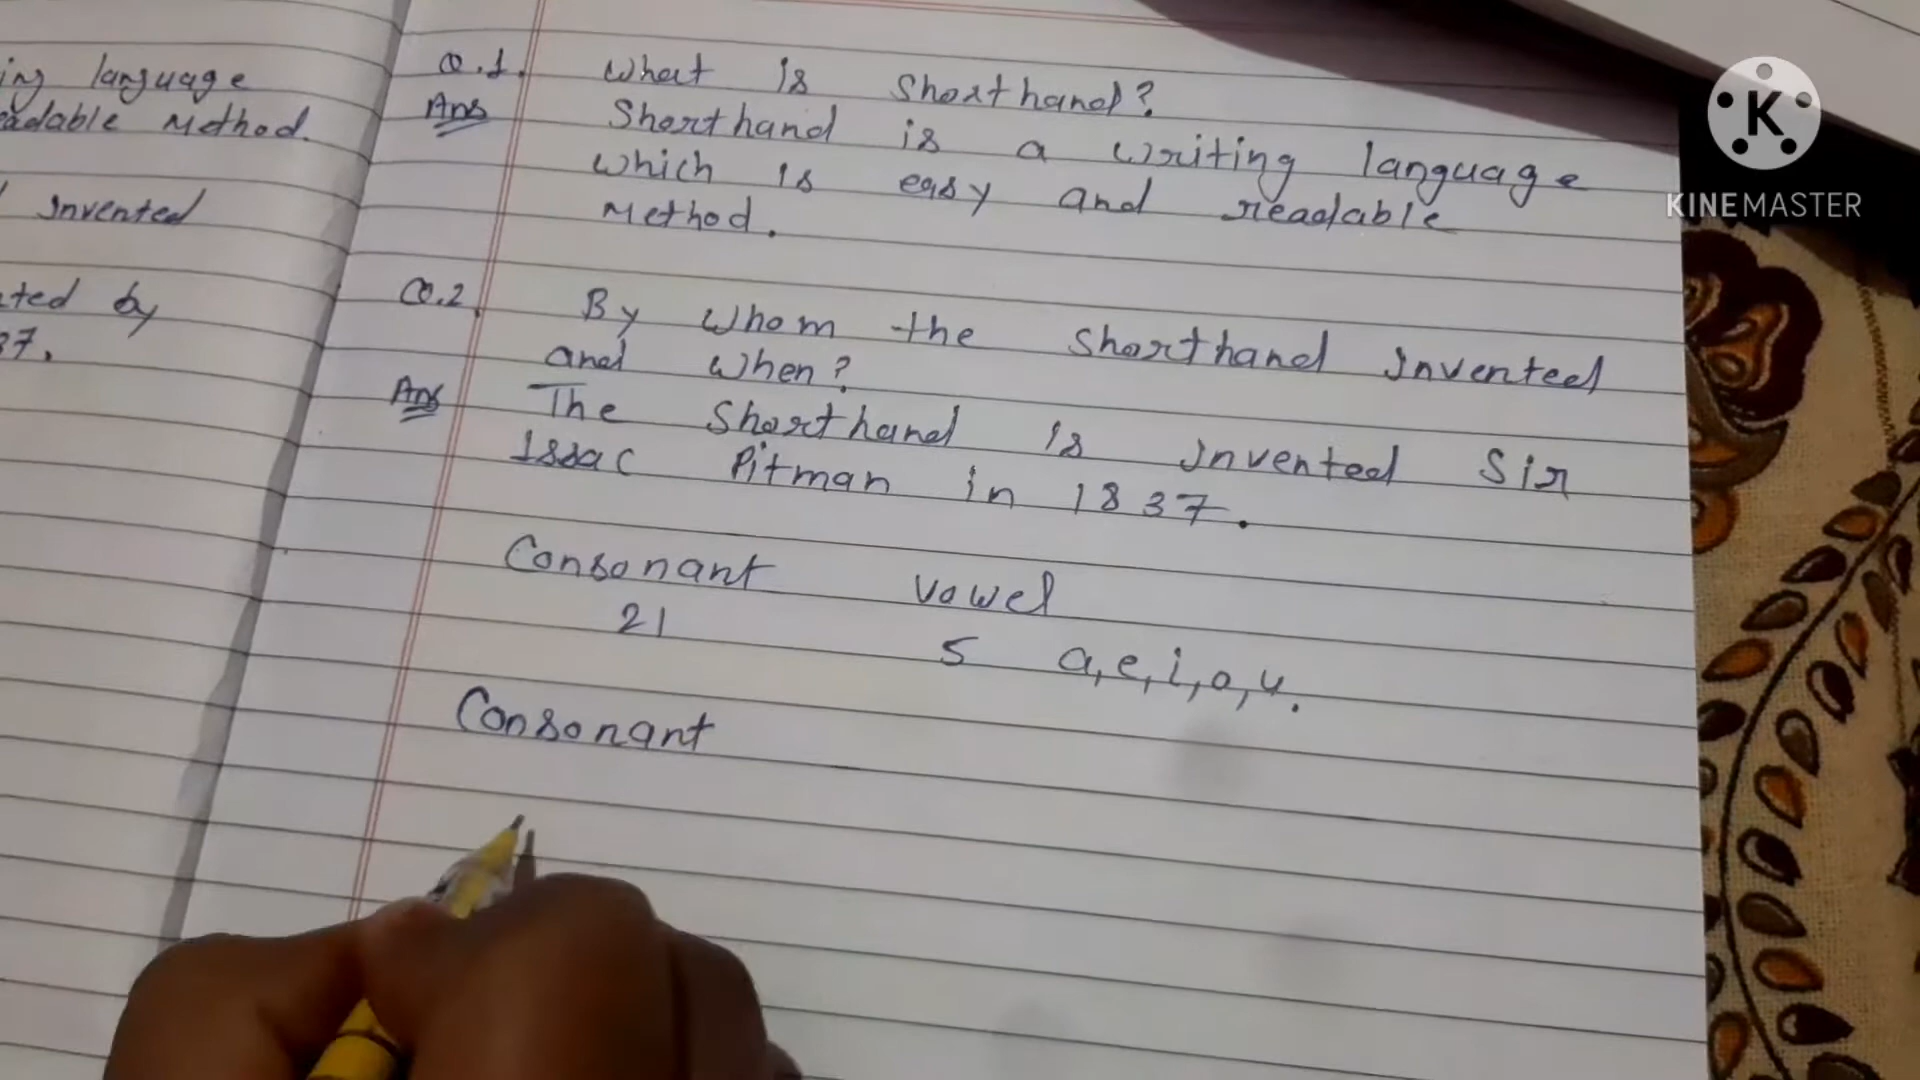 ing language
adable Method.
Invented
ted by
37.
Q.1. What is Shorthand?
Ans Shorthand is a writing language
which is easy and readable
Method.
Q.2. By whom the Shorthand Invented
and when?
Ans The Shorthand is Invented Sir
Issac Pitman in 1837.
Consonant Vowel
21 5 a, e, i, o, u.
Consonant
K
KINEMASTER